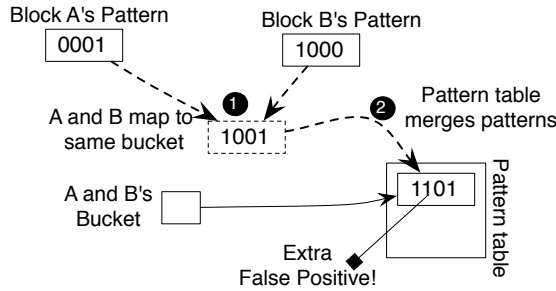 Block A's Pattern
0001
Block B's Pattern
1000
1
A and B map to
same bucket
1001
2
Pattern table
merges patterns
A and B's
Bucket
1101
Pattern table
Extra
False Positive!